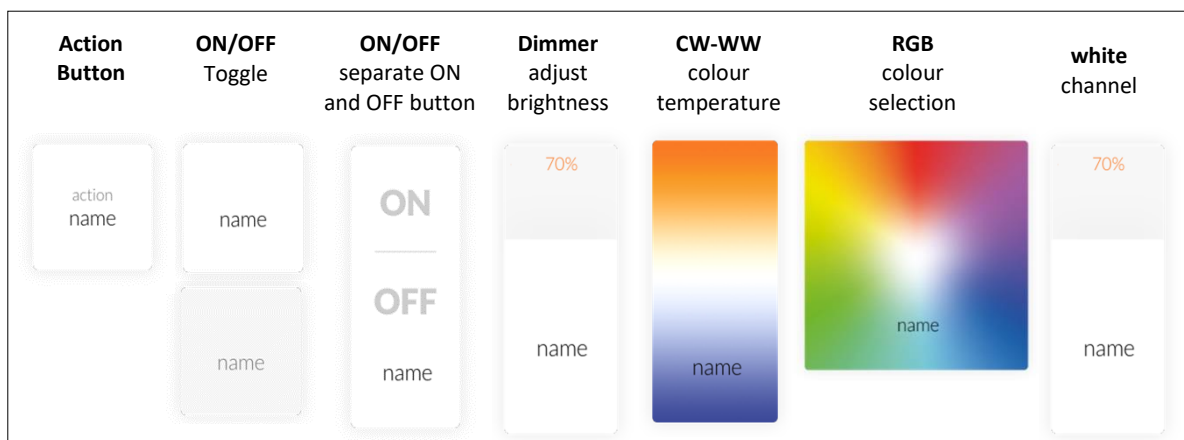 Action
Button
ON/OFF
Toggle
ON/OFF
separate ON
and OFF button
Dimmer
adjust
brightness
CW-WW
colour
temperature
RGB
colour
selection
white
channel
action
name
name
name
ON
OFF
name
70%
name
name
name
70%
name